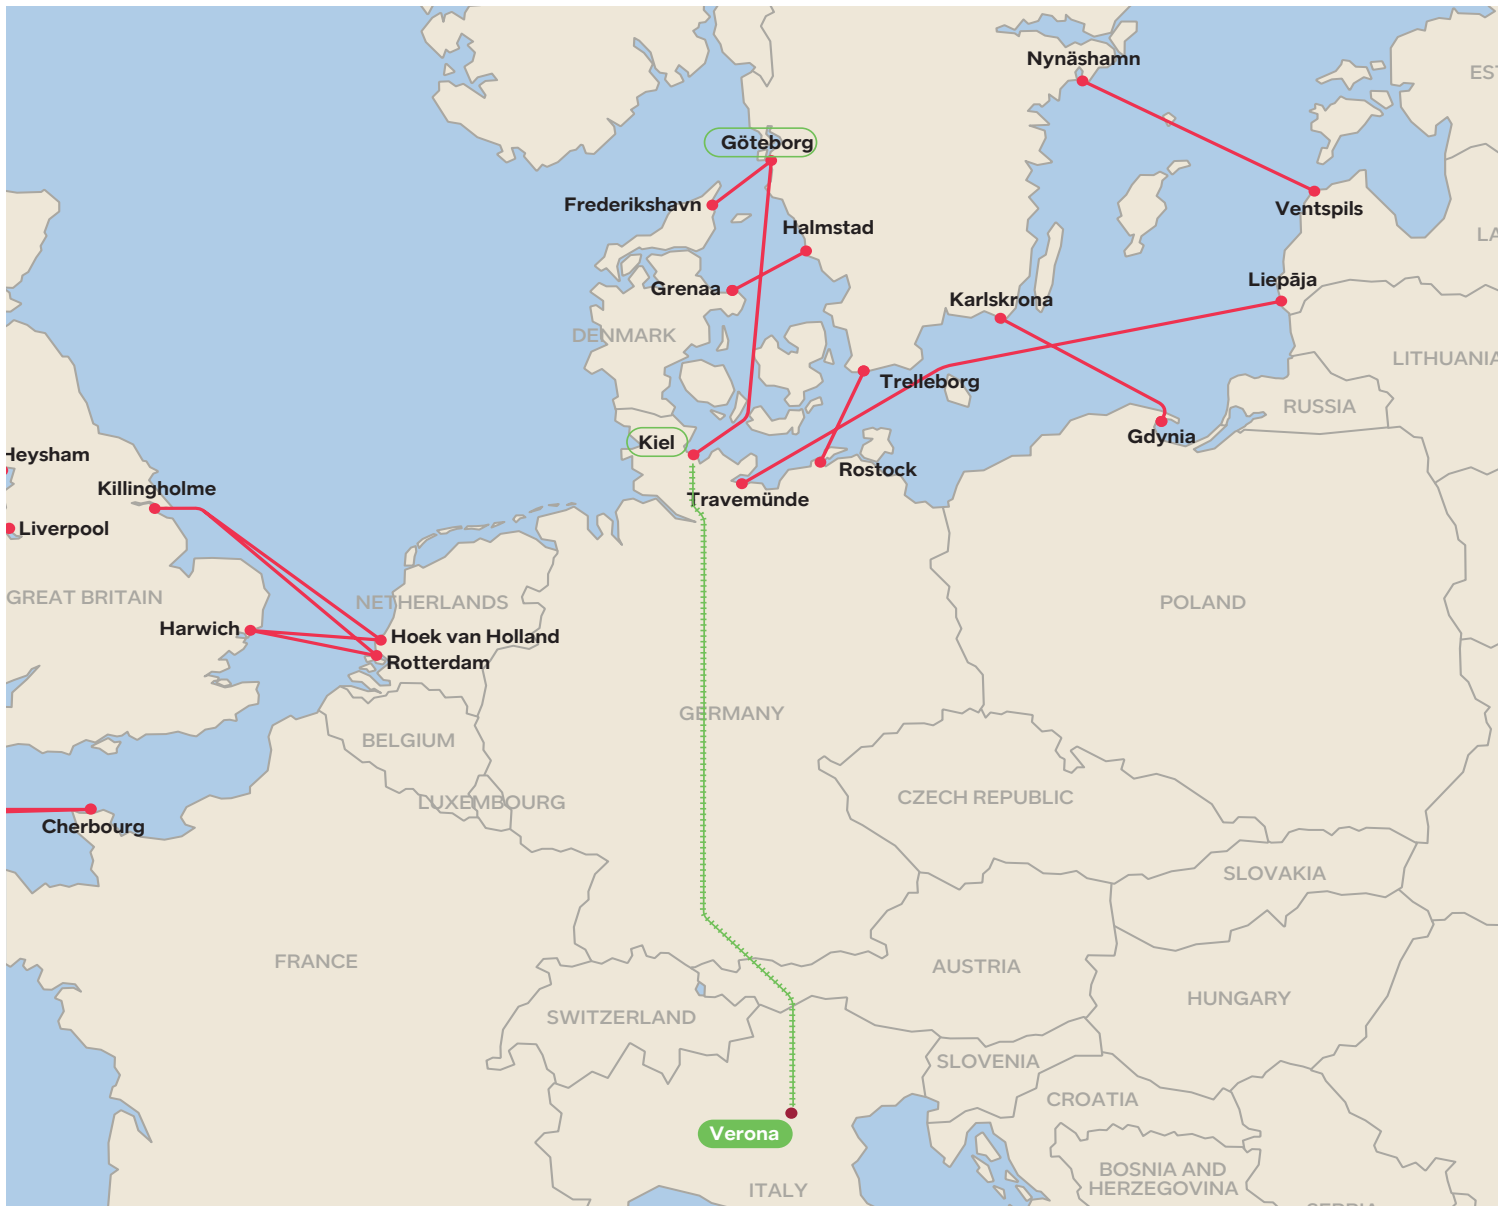 Nynäshamn
EST
Göteborg
Frederikshavn
Ventspils
Halmstad
LA
Grenaa
Liepāja
Karlskrona
DENMARK
LITHUANIA
Trelleborg
RUSSIA
Kiel
Gdynia
Heysham
Rostock
Killingholme
Travemünde
Liverpool
GREAT BRITAIN
NETHERLANDS
POLAND
Harwich
Hoek van Holland
Rotterdam
GERMANY
BELGIUM
CZECH REPUBLIC
LUXEMBOURG
Cherbourg
SLOVAKIA
FRANCE
AUSTRIA
HUNGARY
SWITZERLAND
SLOVENIA
CROATIA
Verona
BOSNIA AND
HERZEGOVINA
ITALY
SERBIA